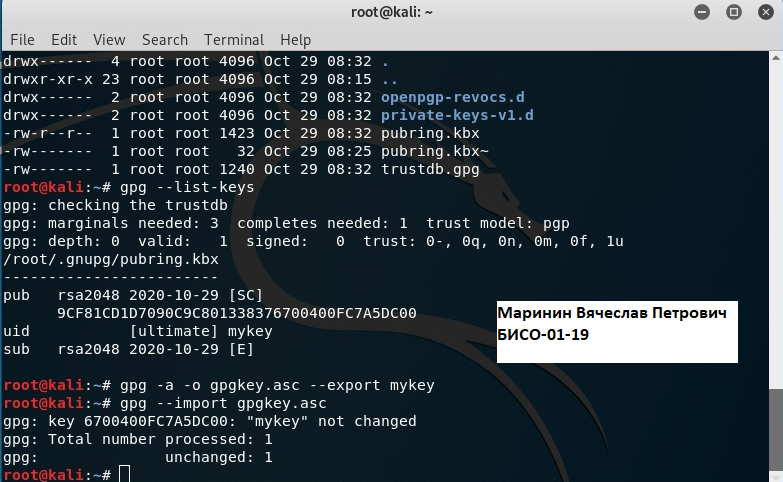 root@kali: ~
File Edit View Search Terminal Help
drwx------ 4 root root 4096 Oct 29 08:32 .
drwxr-xr-x 23 root root 4096 Oct 29 08:15 ..
drwx------ 2 root root 4096 Oct 29 08:32 openpgp-revocs.d
drwx------ 2 root root 4096 Oct 29 08:32 private-keys-v1.d
-rw-r--r-- 1 root root 1423 Oct 29 08:32 pubring.kbx
-rw------- 1 root root 32 Oct 29 08:25 pubring.kbx~
-rw------- 1 root root 1240 Oct 29 08:32 trustdb.gpg
root@kali:~# gpg --list-keys
gpg: checking the trustdb
gpg: marginals needed: 3 completes needed: 1 trust model: pgp
gpg: depth: 0 valid: 1 signed: 0 trust: 0-, 0q, 0n, 0m, 0f, 1u
/root/.gnupg/pubring.kbx
------------------------
pub rsa2048 2020-10-29 [SC]
9CF81CD1D7090C9C801338376700400FC7A5DC00
uid [ultimate] mykey
sub rsa2048 2020-10-29 [E]
Маринин Вячеслав Петрович
БИСО-01-19
root@kali:~# gpg -a -o gpgkey.asc --export mykey
root@kali:~# gpg --import gpgkey.asc
gpg: key 6700400FC7A5DC00: "mykey" not changed
gpg: Total number processed: 1
gpg: unchanged: 1
root@kali:~#